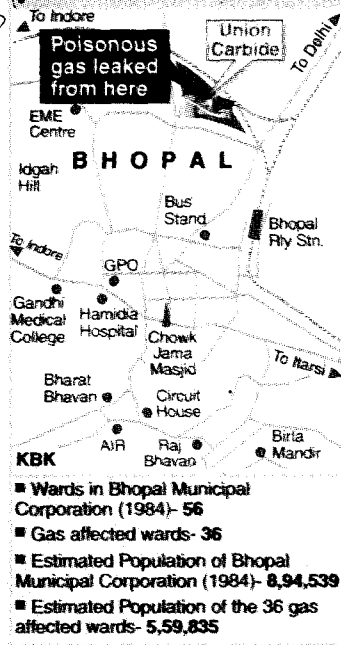 To Indore
Poisonous
gas leaked
from here
Union
Carbide
To Delhi
EME
Centre
BHOPAL
Idgah
Hill
Bus
Stand
Bhopal
Rly Stn.
To Indore
GPO
Gandhi
Medical
College
Hamidia
Hospital
Chowk
Jama
Masjid
To Itarsi
Bharat
Bhavan
Circuit
House
AIR
Raj
Bhavan
Birla
Mandir
KBK
■ Wards in Bhopal Municipal
Corporation (1984)- 56
■ Gas affected wards- 36
■ Estimated Population of Bhopal
Municipal Corporation (1984)- 8,94,539
■ Estimated Population of the 36 gas
affected wards- 5,59,835